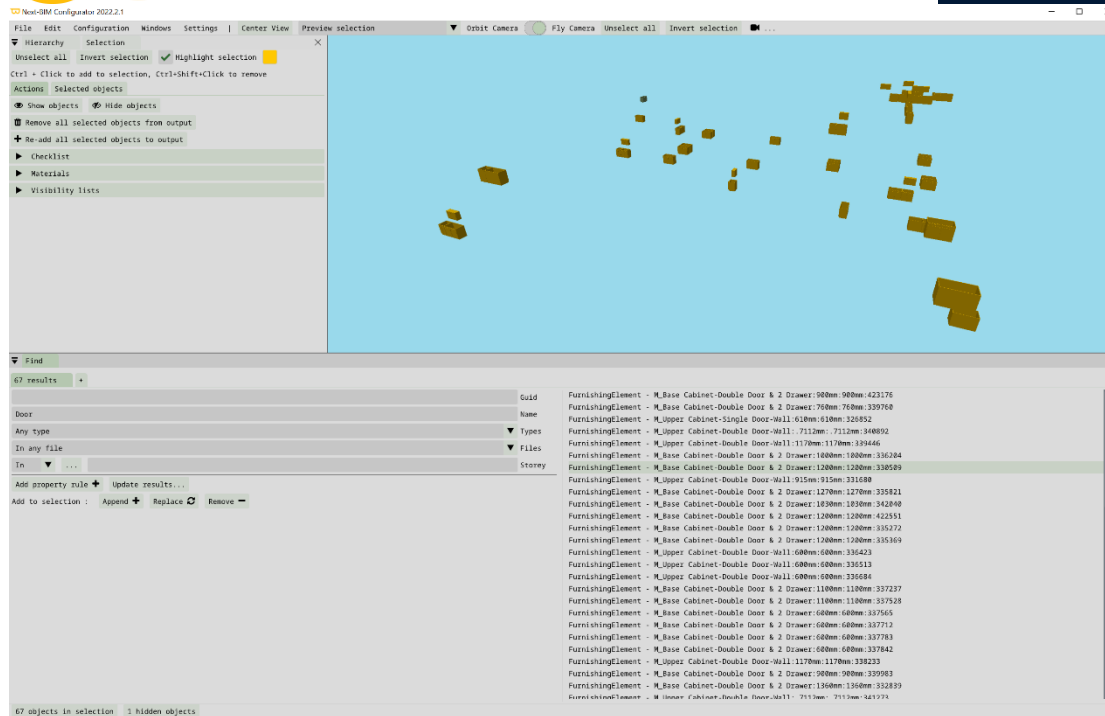 Next-BIM Configurator 2022.2.1
File Edit Configuration Windows Settings | Center View Preview selection Orbit Camera Fly Camera Unselect all Invert selection ...
Hierarchy Selection
Unselect all Invert selection Highlight selection
Ctrl + Click to add to selection, Ctrl+Shift+Click to remove
Actions Selected objects
Show objects Hide objects
Remove all selected objects from output
Re-add all selected objects to output
Checklist
Materials
Visibility lists
Find
67 results +
Guid
Door Name
Any type Types
In any file Files
In ... Storey
Add property rule + Update results...
Add to selection : Append + Replace Remove -
FurnishingElement - M_Base Cabinet-Double Door & 2 Drawer:900mm:900mm:423176
FurnishingElement - M_Base Cabinet-Double Door & 2 Drawer:760mm:760mm:339760
FurnishingElement - M_Upper Cabinet-Single Door-Wall:610mm:610mm:326852
FurnishingElement - M_Upper Cabinet-Double Door-Wall:.7112mm:.7112mm:340892
FurnishingElement - M_Upper Cabinet-Double Door-Wall:1170mm:1170mm:339446
FurnishingElement - M_Base Cabinet-Double Door & 2 Drawer:1000mm:1000mm:336204
FurnishingElement - M_Base Cabinet-Double Door & 2 Drawer:1200mm:1200mm:330509
FurnishingElement - M_Upper Cabinet-Double Door-Wall:915mm:915mm:331680
FurnishingElement - M_Base Cabinet-Double Door & 2 Drawer:1270mm:1270mm:335821
FurnishingElement - M_Base Cabinet-Double Door & 2 Drawer:1030mm:1030mm:342040
FurnishingElement - M_Base Cabinet-Double Door & 2 Drawer:1200mm:1200mm:422551
FurnishingElement - M_Base Cabinet-Double Door & 2 Drawer:1200mm:1200mm:335272
FurnishingElement - M_Base Cabinet-Double Door & 2 Drawer:1200mm:1200mm:335369
FurnishingElement - M_Upper Cabinet-Double Door-Wall:600mm:600mm:336423
FurnishingElement - M_Upper Cabinet-Double Door-Wall:600mm:600mm:336513
FurnishingElement - M_Upper Cabinet-Double Door-Wall:600mm:600mm:336684
FurnishingElement - M_Base Cabinet-Double Door & 2 Drawer:1100mm:1100mm:337237
FurnishingElement - M_Base Cabinet-Double Door & 2 Drawer:1100mm:1100mm:337528
FurnishingElement - M_Base Cabinet-Double Door & 2 Drawer:600mm:600mm:337565
FurnishingElement - M_Base Cabinet-Double Door & 2 Drawer:600mm:600mm:337712
FurnishingElement - M_Base Cabinet-Double Door & 2 Drawer:600mm:600mm:337783
FurnishingElement - M_Base Cabinet-Double Door & 2 Drawer:600mm:600mm:337842
FurnishingElement - M_Upper Cabinet-Double Door-Wall:1170mm:1170mm:338233
FurnishingElement - M_Base Cabinet-Double Door & 2 Drawer:900mm:900mm:339983
FurnishingElement - M_Base Cabinet-Double Door & 2 Drawer:1360mm:1360mm:332839
FurnishingElement - M_Upper Cabinet-Double Door-Wall:.7112mm:.7112mm:341273
67 objects in selection 1 hidden objects